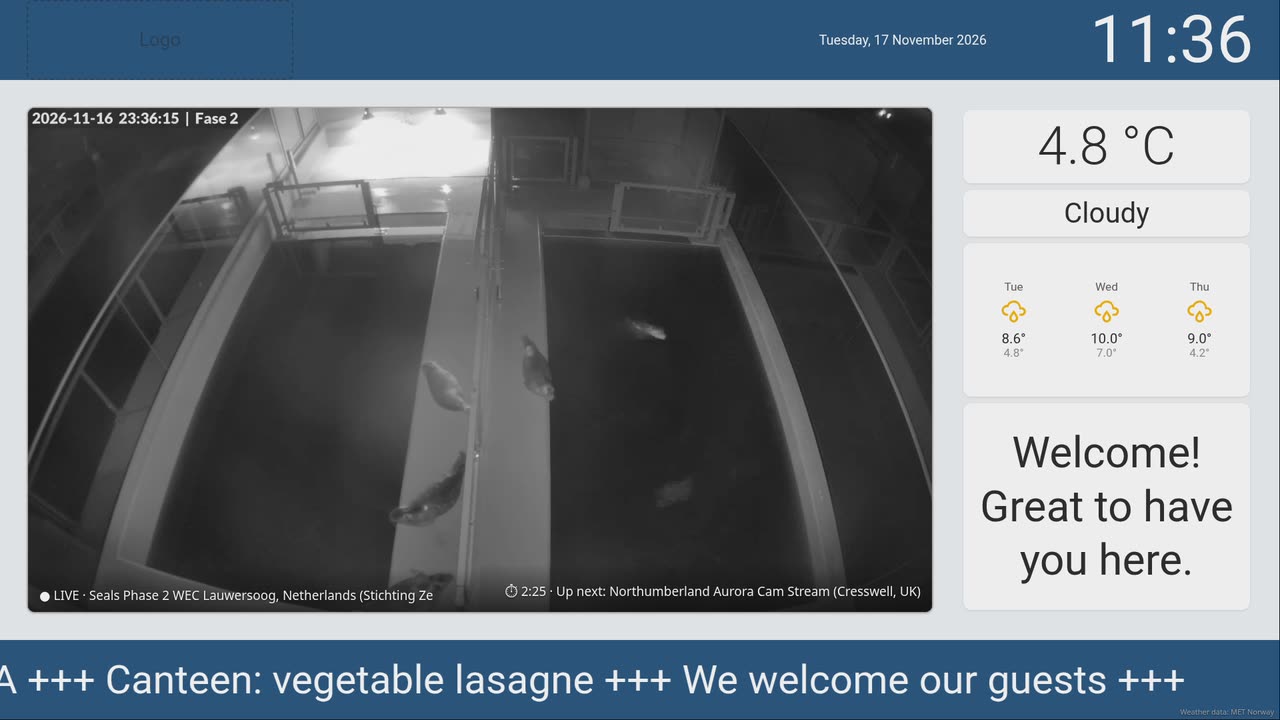 Logo
Tuesday, 17 November 2026
11:36
2026-11-16 23:36:15 | Fase 2
4.8 °C
Cloudy
Tue Wed Thu
8.6° 10.0° 9.0°
4.8° 7.0° 4.2°
Welcome!
Great to have
you here.
LIVE · Seals Phase 2 WEC Lauwersoog, Netherlands (Stichting Ze
2:25 · Up next: Northumberland Aurora Cam Stream (Cresswell, UK)
A +++ Canteen: vegetable lasagne +++ We welcome our guests +++
Weather data: MET Norway